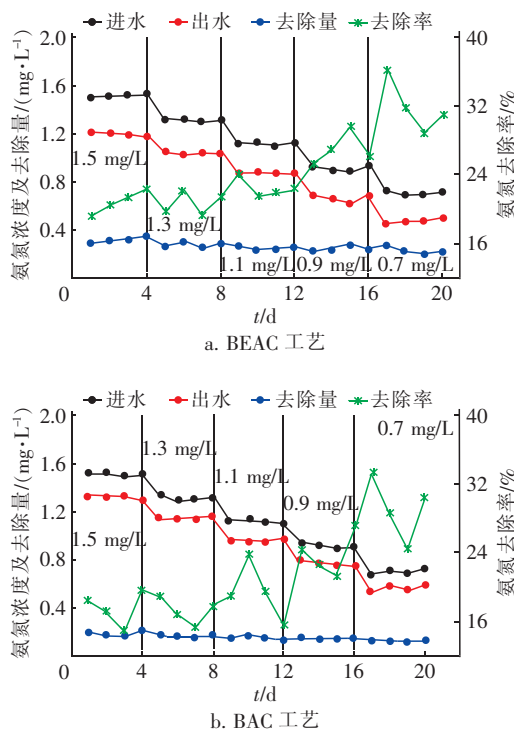 进水 出水 去除量 去除率
氨氮浓度及去除量/(mg·L⁻¹)
2.0
1.6
1.2
0.8
0.4
0
40
32
24
16
氨氮去除率/%
1.5 mg/L
1.3 mg/L
1.1 mg/L
0.9 mg/L
0.7 mg/L
4 8 12 16 20
t/d
a. BEAC 工艺
进水 出水 去除量 去除率
氨氮浓度及去除量/(mg·L⁻¹)
2.0
1.6
1.2
0.8
0.4
0
40
32
22
16
氨氮去除率/%
1.5 mg/L
1.3 mg/L
1.1 mg/L
0.9 mg/L
0.7 mg/L
4 8 12 16 20
t/d
b. BAC 工艺